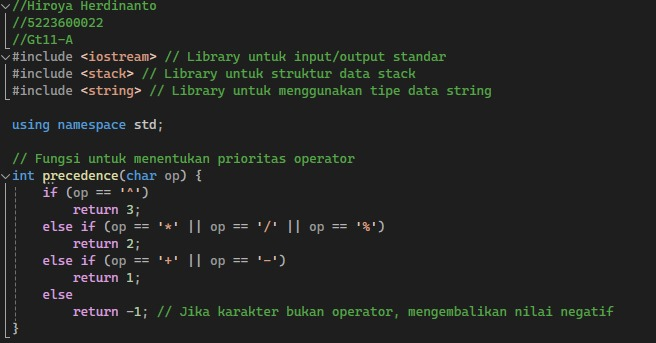 //Hiroya Herdinanto
//5223600022
//Gt11-A
#include <iostream> // Library untuk input/output standar
#include <stack> // Library untuk struktur data stack
#include <string> // Library untuk menggunakan tipe data string
using namespace std;
// Fungsi untuk menentukan prioritas operator
int precedence(char op) {
    if (op == '^')
        return 3;
    else if (op == '*' || op == '/' || op == '%')
        return 2;
    else if (op == '+' || op == '-')
        return 1;
    else
        return -1; // Jika karakter bukan operator, mengembalikan nilai negatif
}